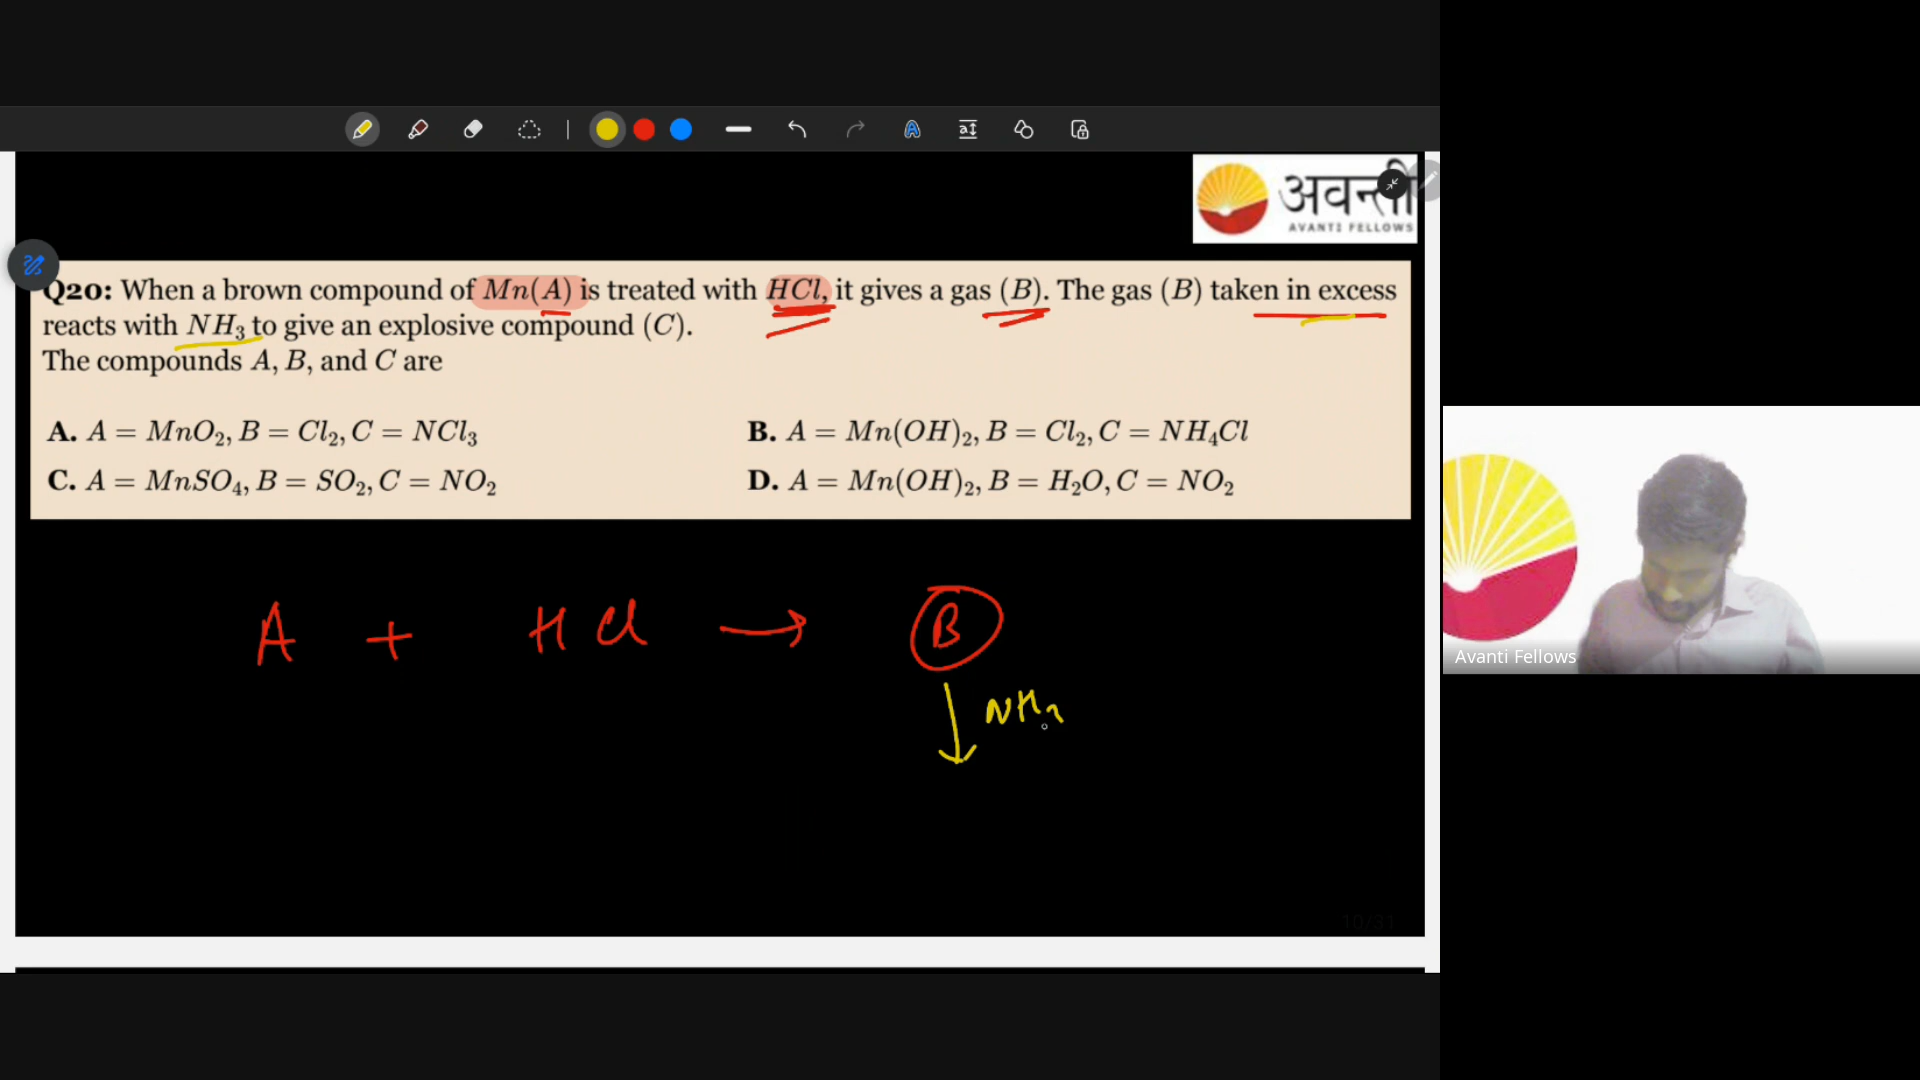 अवन्ती
AVANTI FELLOWS
Q20: When a brown compound of Mn(A) is treated with HCl, it gives a gas (B). The gas (B) taken in excess
reacts with NH₃ to give an explosive compound (C).
The compounds A, B, and C are
A. A = MnO₂, B = Cl₂, C = NCl₃
B. A = Mn(OH)₂, B = Cl₂, C = NH₄Cl
C. A = MnSO₄, B = SO₂, C = NO₂
D. A = Mn(OH)₂, B = H₂O, C = NO₂
A + HCl → B
↓ NH₃
10/31
Avanti Fellows